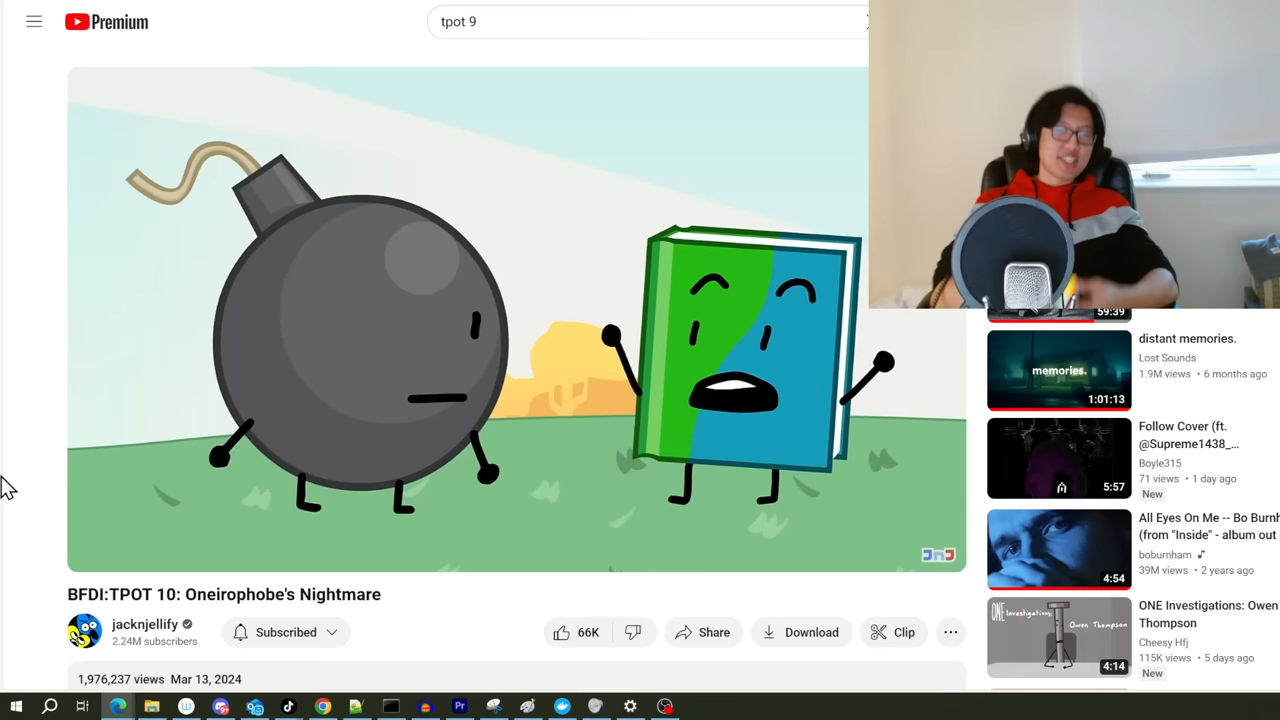 Premium
tpot 9
59:39
distant memories.
Lost Sounds
1.9M views • 6 months ago
memories.
1:01:13
Follow Cover (ft.
@Supreme1438_...
Boyle315
71 views • 1 day ago
New
5:57
All Eyes On Me -- Bo Burnh
(from "Inside" - album out
boburnham
39M views • 2 years ago
4:54
ONE Investigations: Owen
Thompson
Cheesy Hfj
115K views • 5 days ago
New
ONE Investigations:
Owen Thompson
4:14
BFDI:TPOT 10: Oneirophobe's Nightmare
jacknjellify
2.24M subscribers
Subscribed
66K
Share
Download
Clip
1,976,237 views Mar 13, 2024